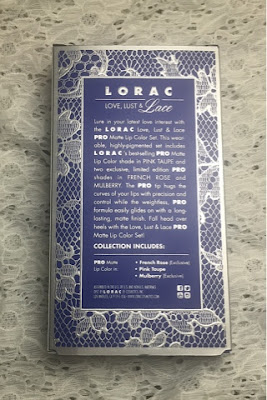 LORAC
LOVE, LUST & Lace
Lure in your latest love interest with
the LORAC Love, Lust & Lace
PRO Matte Lip Color Set. This wear-
able, highly-pigmented set includes
LORAC's bestselling PRO Matte
Lip Color shade in PINK TAUPE and
two exclusive, limited edition PRO
shades in FRENCH ROSE and
MULBERRY. The PRO tip hugs the
curves of your lips with precision and
control while the weightless, PRO
formula easily glides on with a long-
lasting, matte finish. Fall head over
heels with the Love, Lust & Lace PRO
Matte Lip Color Set!
COLLECTION INCLUDES:
PRO Matte
Lip Color in:
• French Rose (Exclusive)
• Pink Taupe
• Mulberry (Exclusive)
LORAC